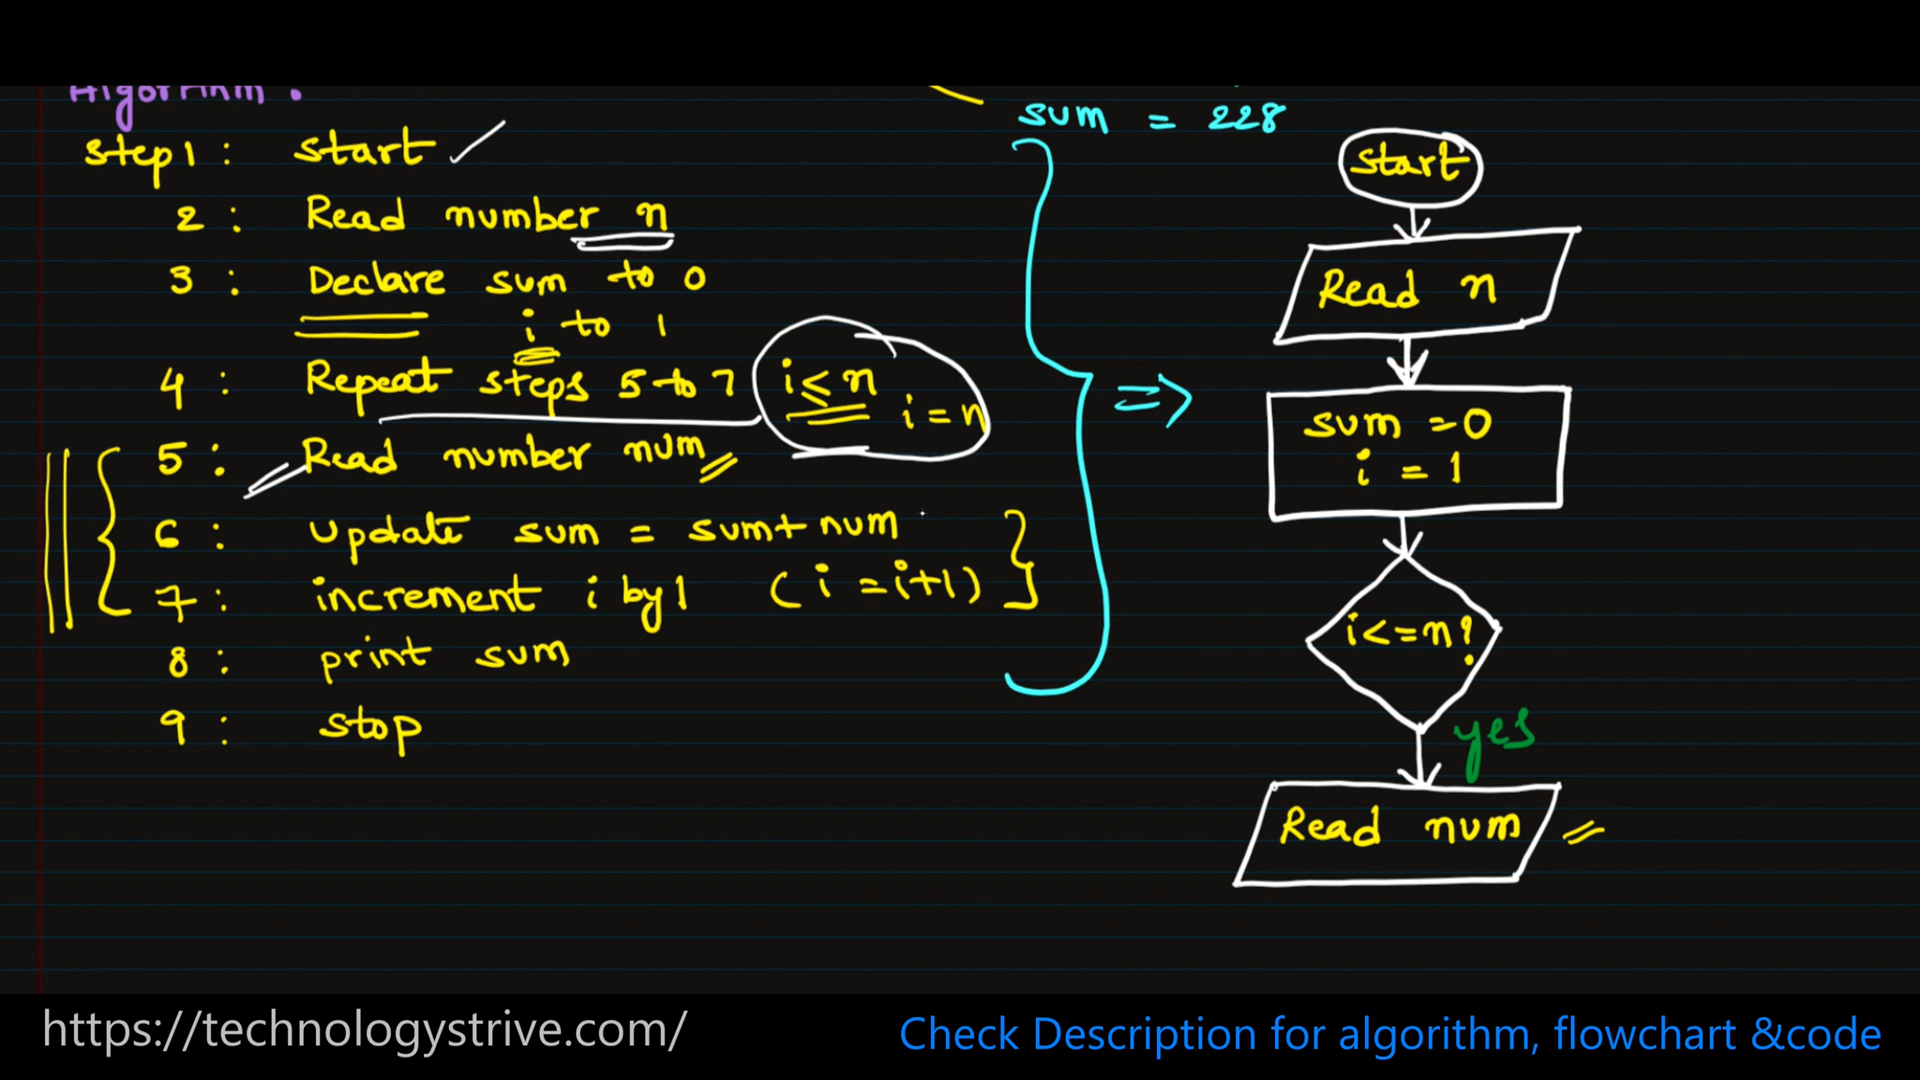 Algorithm :
sum = 228
step1 : start
2 : Read number n
3 : Declare sum to 0
i to 1
4 : Repeat steps 5 to 7 i≤n
i = n
5 : Read number num
6 : update sum = sum+num
7 : increment i by 1 (i = i+1)
8 : print sum
9 : stop
start
Read n
sum = 0
i = 1
i<=n?
yes
Read num
https://technologystrive.com/
Check Description for algorithm, flowchart &code